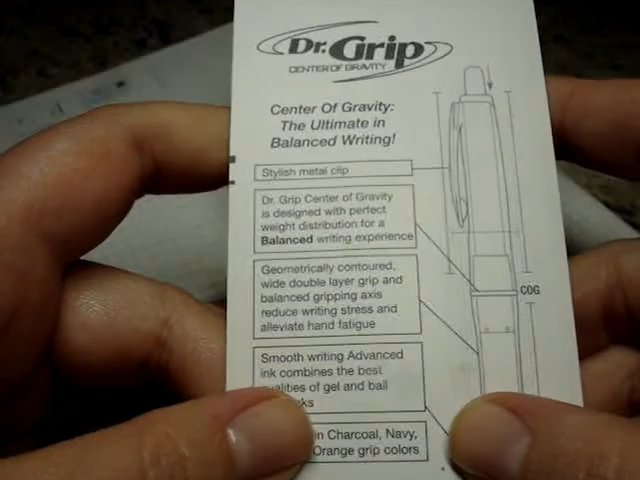 Dr. Grip
CENTER OF GRAVITY
Center Of Gravity:
The Ultimate in
Balanced Writing!
Stylish metal clip
Dr. Grip Center of Gravity
is designed with perfect
weight distribution for a
Balanced writing experience
COG
Geometrically contoured,
wide double layer grip and
balanced gripping axis
reduce writing stress and
alleviate hand fatigue
Smooth writing Advanced
ink combines the best
qualities of gel and ball
in Charcoal, Navy,
Orange grip colors